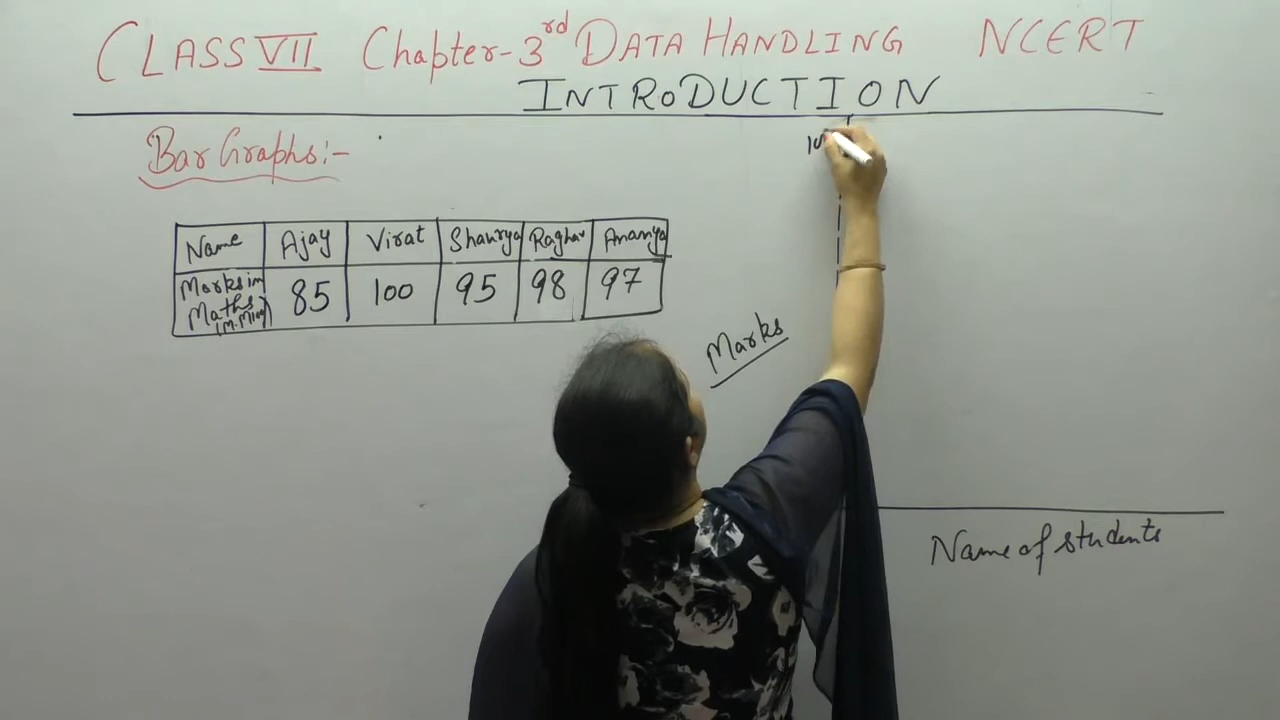 CLASS VII Chapter-3rd DATA HANDLING NCERT
INTRODUCTION
Bar Graphs:-
Name Ajay Virat Shaurya Raghav Ananya
Marks in Maths 85 100 95 98 97
Marks
Name of students